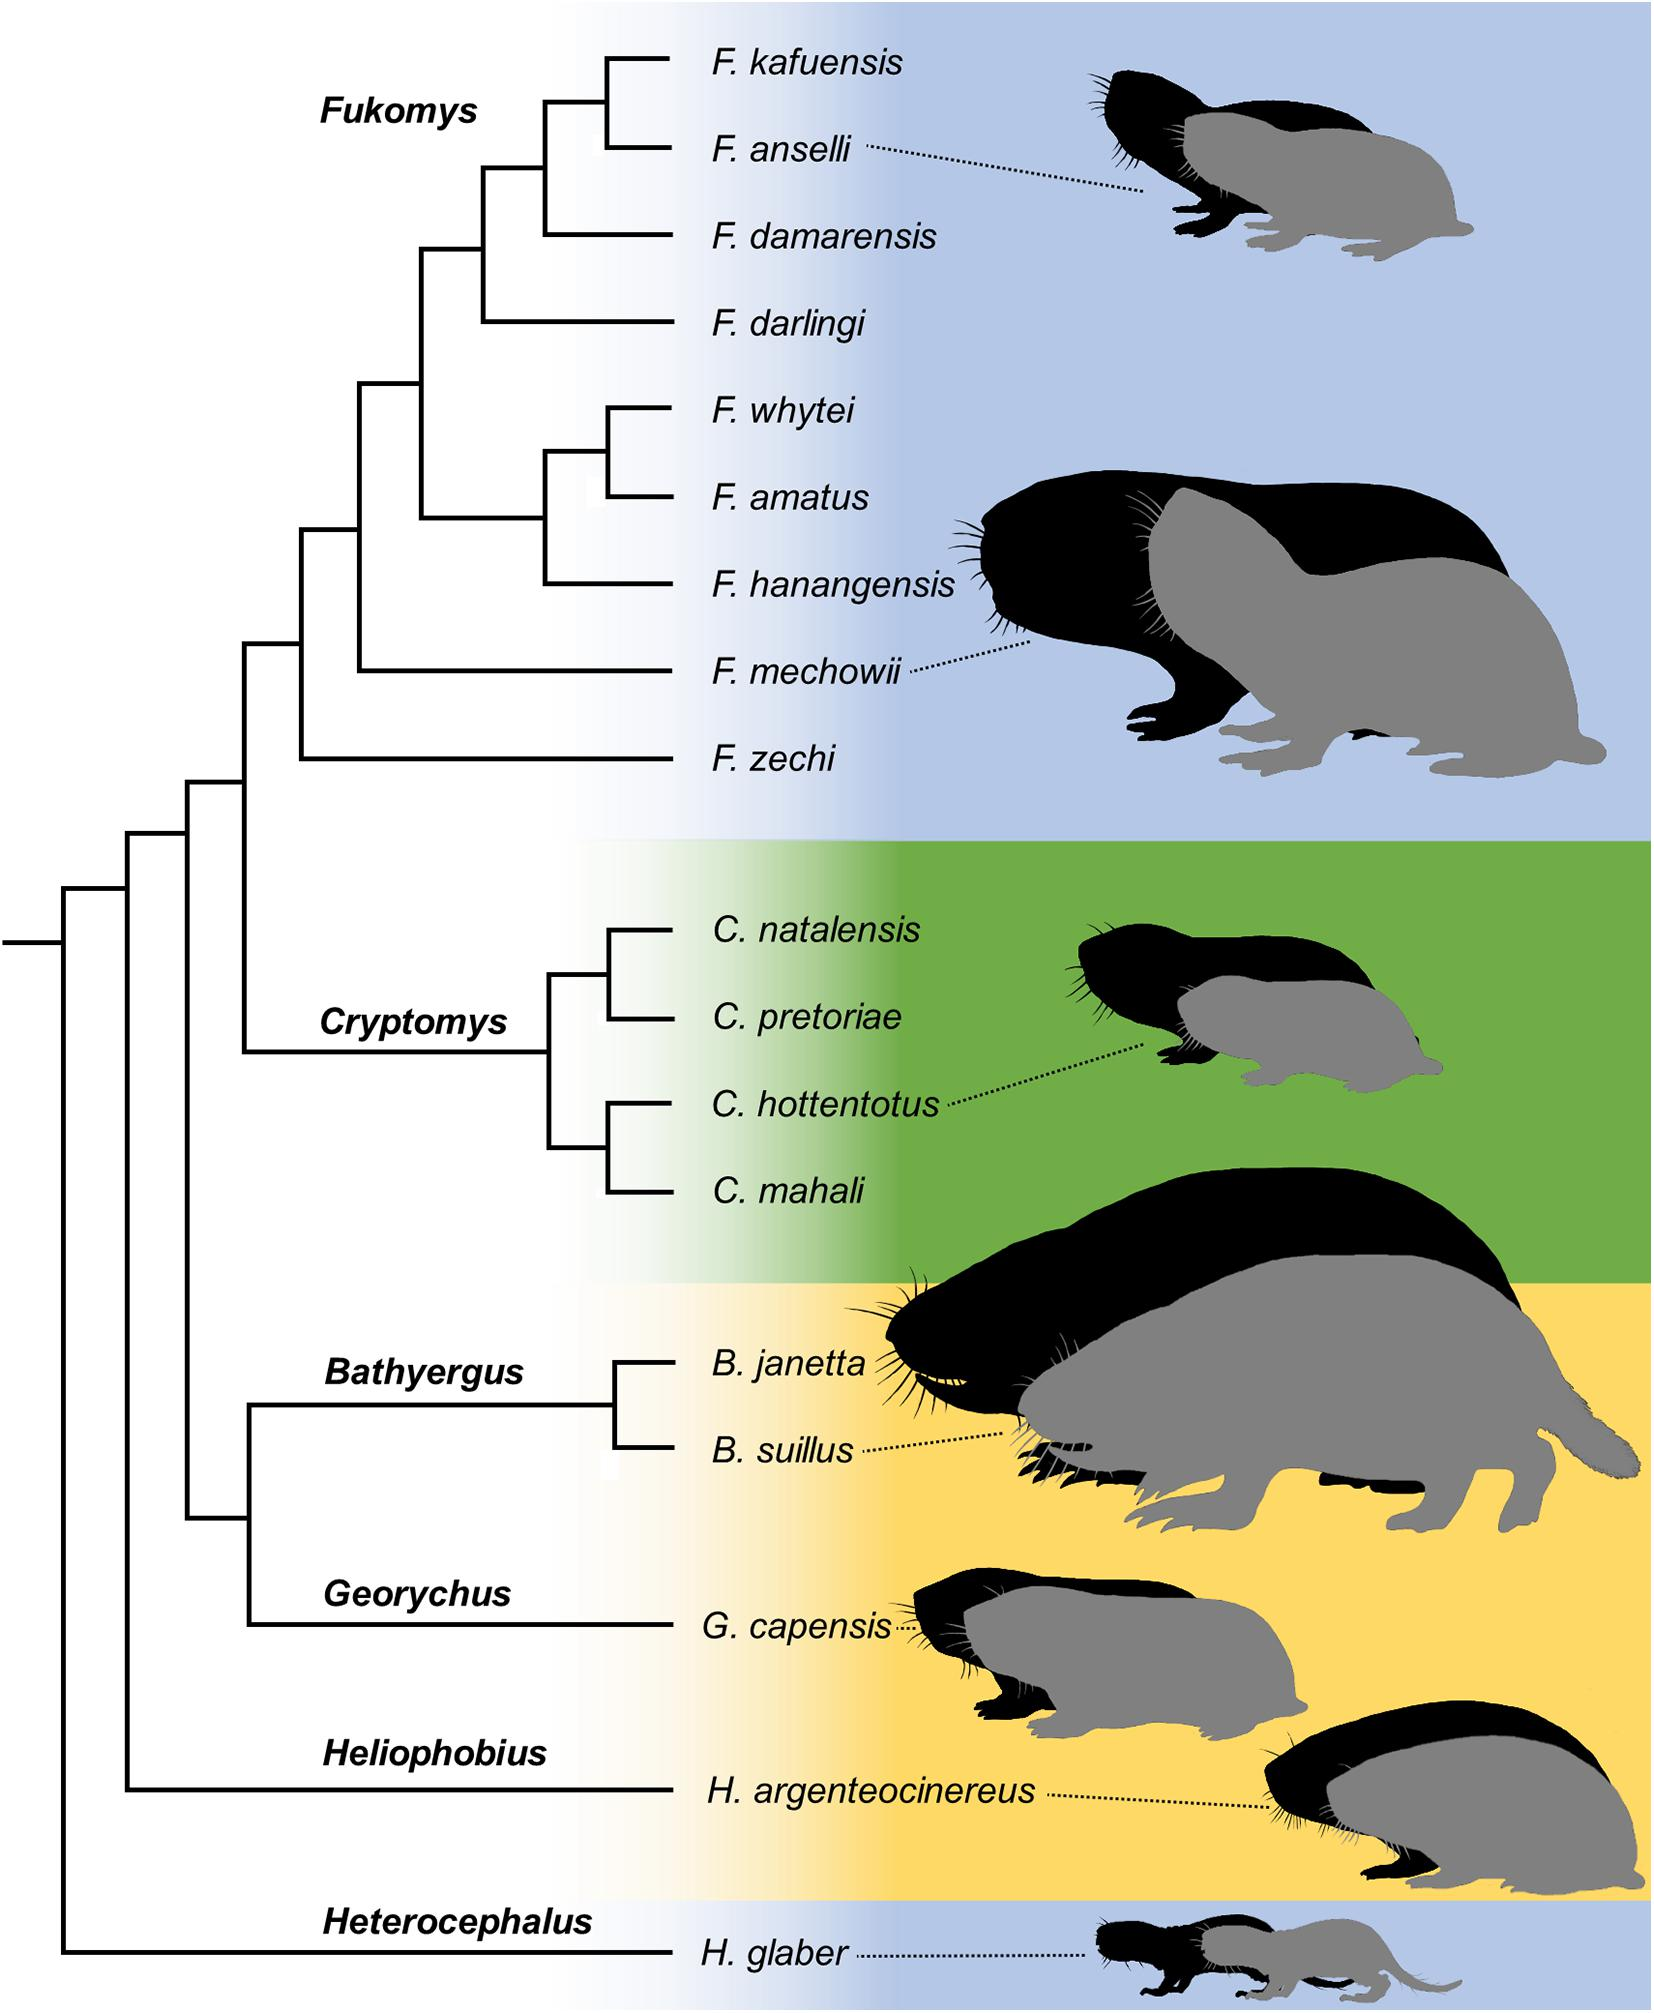 F. kafuensis
Fukomys
F. anselli
F. damarensis
F. darlingi
F. whytei
F. amatus
F. hanangensis
F. mechowii
F. zechi
C. natalensis
C. pretoriae
Cryptomys
C. hottentotus
C. mahali
B. janetta
Bathyergus
B. suillus
Georychus
G. capensis
Heliophobius
H. argenteocinereus
Heterocephalus
H. glaber